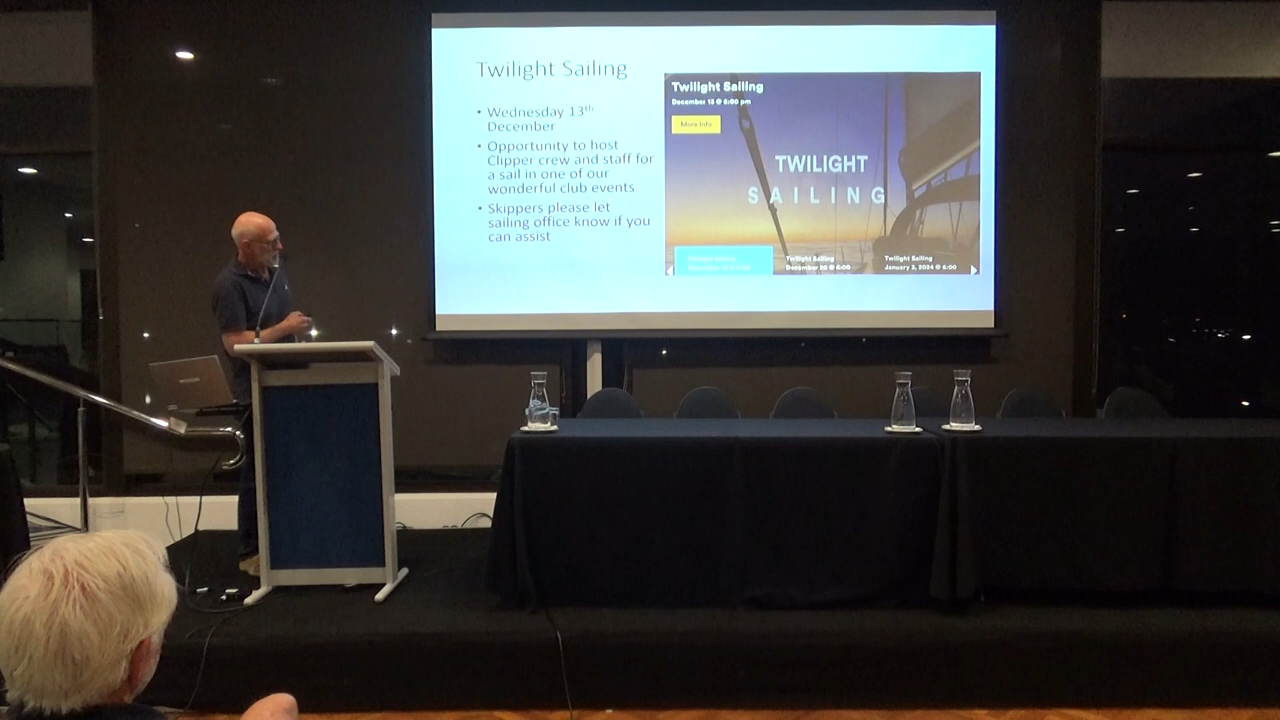 Twilight Sailing
• Wednesday 13th
December
• Opportunity to host
Clipper crew and staff for
a sail in one of our
wonderful club events
• Skippers please let
sailing office know if you
can assist
Twilight Sailing
December 13 @ 6:00 pm
More Info
TWILIGHT
SAILING
Twilight Sailing
Twilight Sailing
December 20 @ 6:00
Twilight Sailing
January 3, 2024 @ 6:00